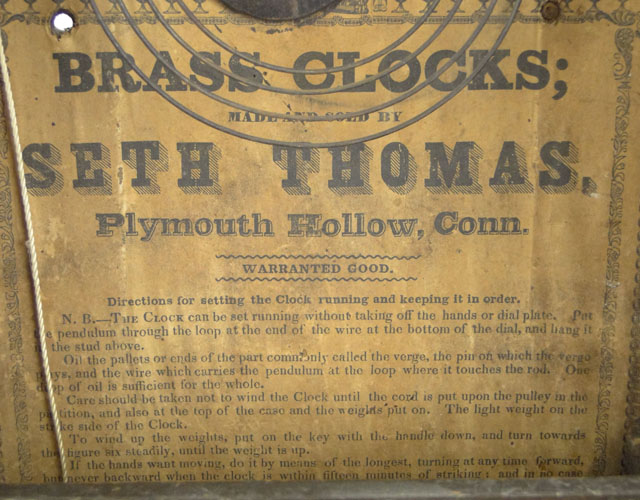 BRASS CLOCKS;
MADE AND SOLD BY
SETH THOMAS,
Plymouth Hollow, Conn.
WARRANTED GOOD.
Directions for setting the Clock running and keeping it in order.
N. B.—THE CLOCK can be set running without taking off the hands or dial plate. Put
the pendulum through the loop at the end of the wire at the bottom of the dial, and hang it
the stud above.
Oil the pallets or ends of the part commonly called the verge, the pin on which the verge
plays, and the wire which carries the pendulum at the loop where it touches the rod. One
drop of oil is sufficient for the whole.
Care should be taken not to wind the Clock until the cord is put upon the pulley in the
partition, and also at the top of the case and the weights put on. The light weight on the
strike side of the Clock.
To wind up the weights, put on the key with the handle down, and turn towards
the figure six steadily, until the weight is up.
If the hands want moving, do it by means of the longest, turning at any time forward,
but never backward when the clock is within fifteen minutes of striking; and in no case